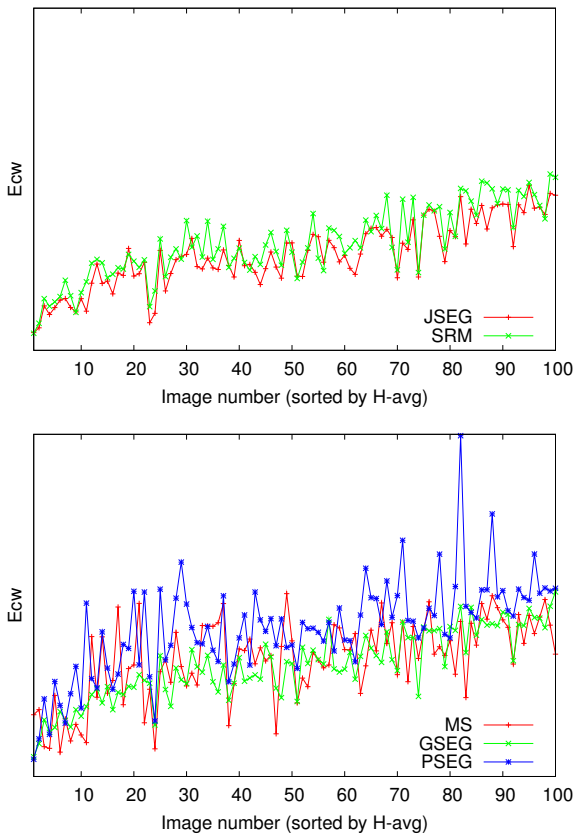 Ecw
JSEG
SRM
10 20 30 40 50 60 70 80 90 100
Image number (sorted by H-avg)
Ecw
MS
GSEG
PSEG
10 20 30 40 50 60 70 80 90 100
Image number (sorted by H-avg)